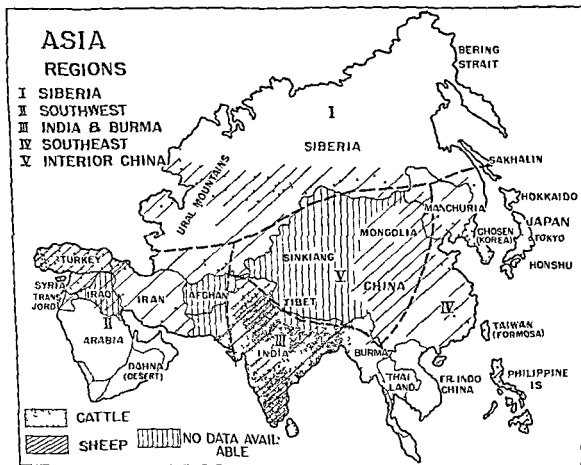 ASIA
REGIONS
I SIBERIA
II SOUTHWEST
III INDIA & BURMA
IV SOUTHEAST
V INTERIOR CHINA
BERING
STRAIT
I
SIBERIA
URAL MOUNTAINS
SAKHALIN
HOKKAIDO
MANCHURIA
JAPAN
MONGOLIA
CHOSEN
(KOREA)
TOKYO
HONSHU
TURKEY
SINKIANG
V
CHINA
SYRIA
TRANS
JORD
IRAQ
IRAN
AFGHAN
TIBET
IV
II
ARABIA
III
INDIA
BURMA
TAIWAN
(FORMOSA)
DAHNA
(DESERT)
THAI
LAND
FR. INDO
CHINA
PHILIPPINE
IS
CATTLE
SHEEP
NO DATA AVAIL
ABLE